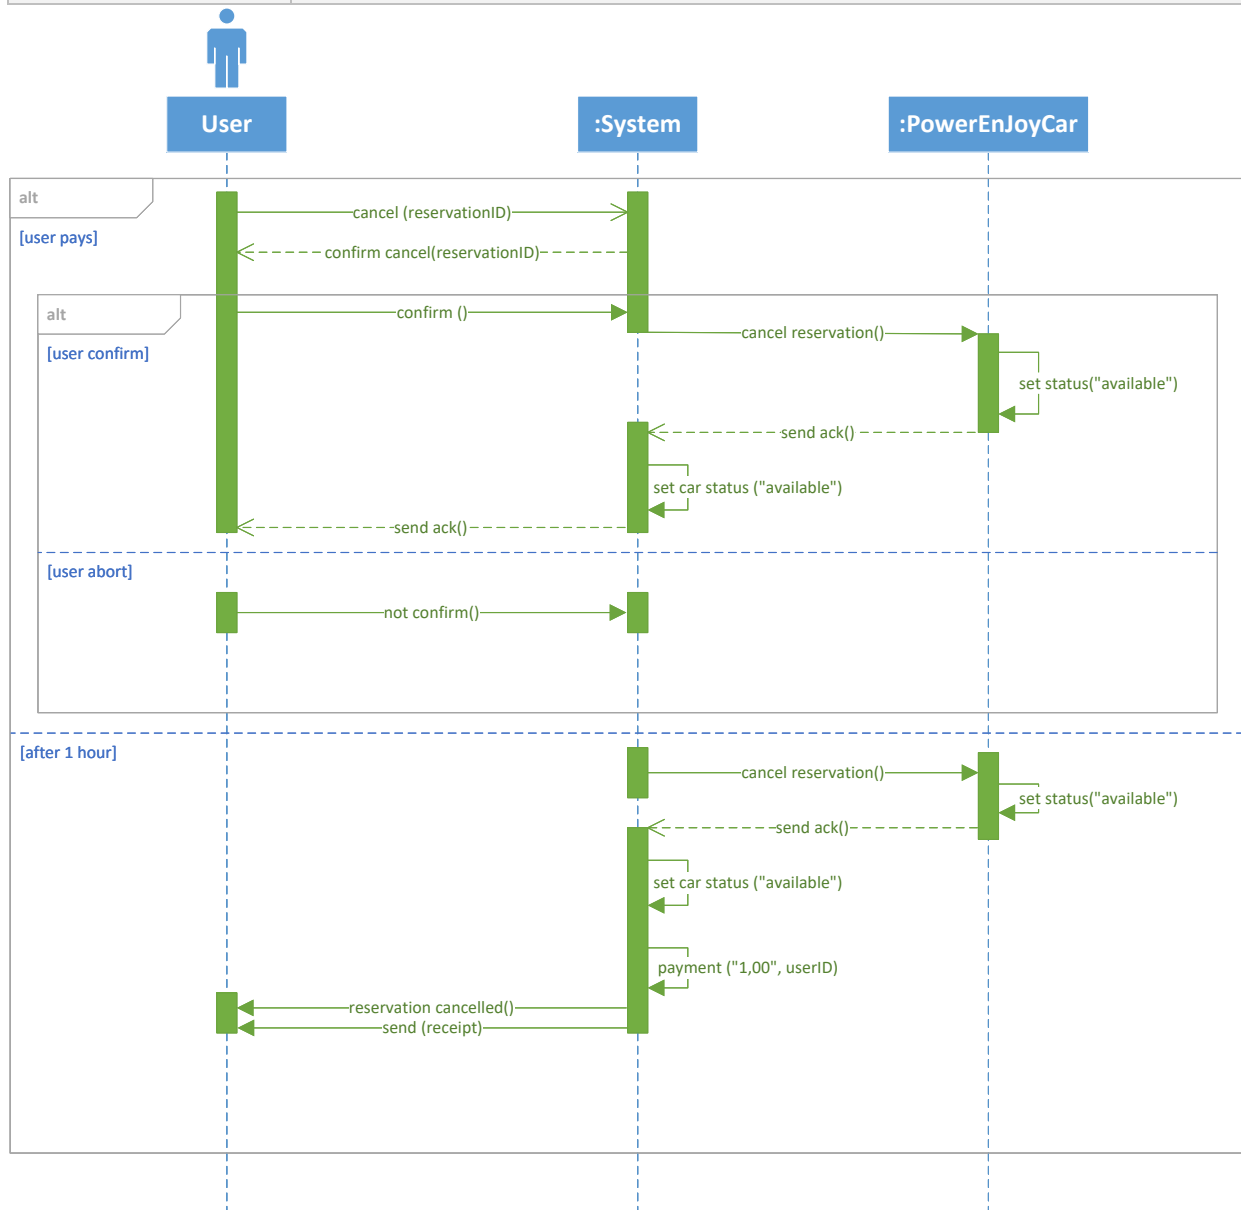 User
:System
:PowerEnJoyCar
alt
[user pays]
cancel (reservationID)
confirm cancel(reservationID)
alt
[user confirm]
confirm ()
cancel reservation()
set status("available")
send ack()
set car status ("available")
send ack()
[user abort]
not confirm()
[after 1 hour]
cancel reservation()
set status("available")
send ack()
set car status ("available")
payment ("1,00", userID)
reservation cancelled()
send (receipt)